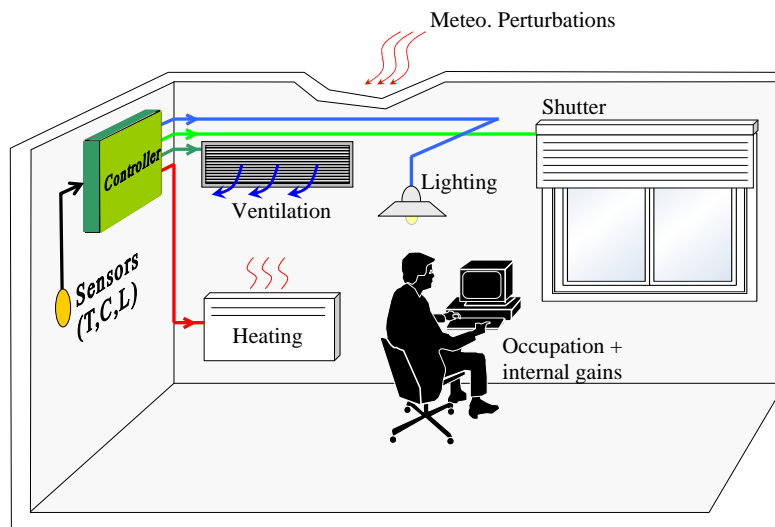 Meteo. Perturbations
Shutter
Controller
Lighting
Ventilation
Sensors
(T,C,L)
Heating
Occupation +
internal gains